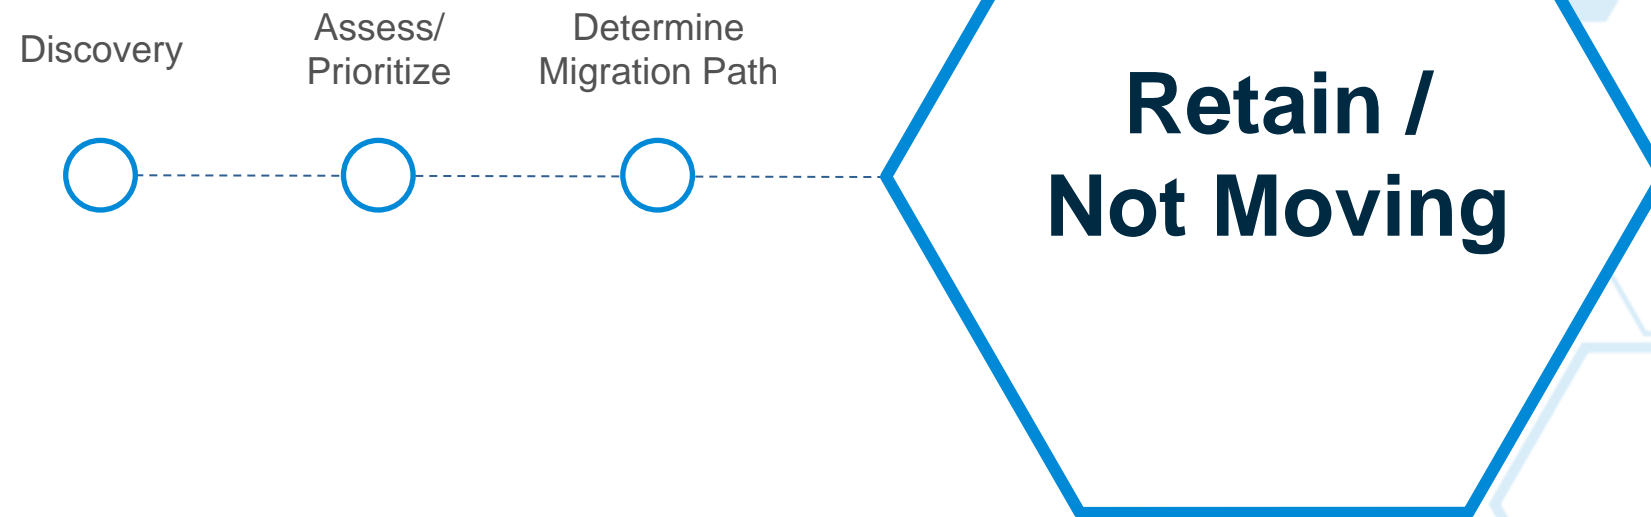 Discovery
Assess/
Prioritize
Determine
Migration Path
Retain /
Not Moving